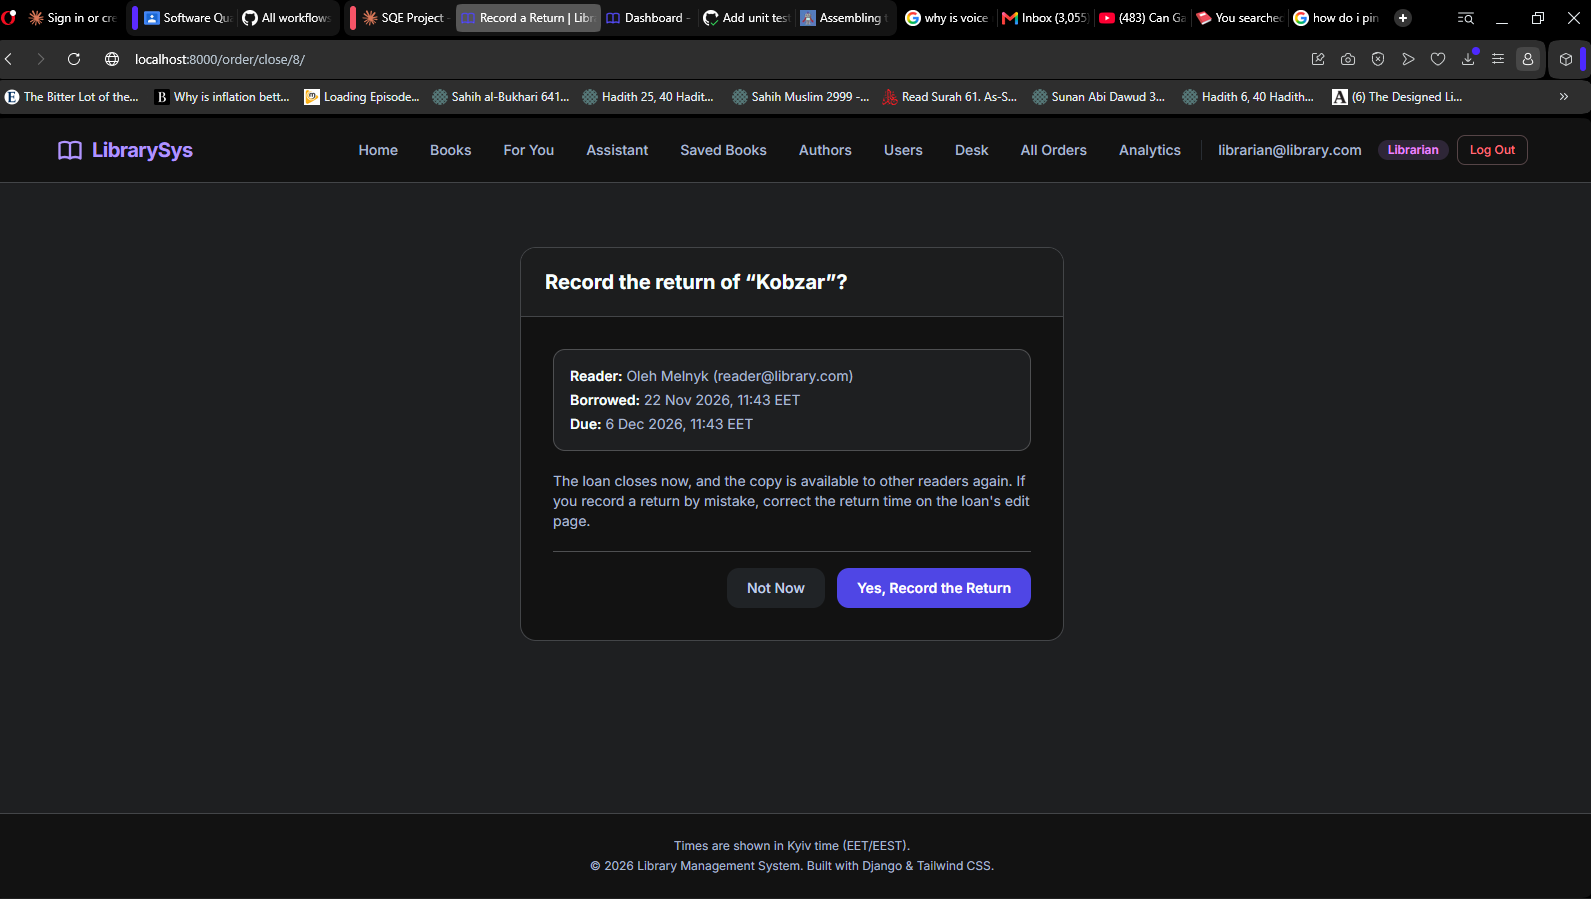 Sign in or cre
Software Qua
All workflows
SQE Project -
Record a Return | Libr
Dashboard -
Add unit test
Assembling t
why is voice
Inbox (3,055
(483) Can Ga
You searched
how do i pin
localhost:8000/order/close/8/
The Bitter Lot of the...
Why is inflation bett...
Loading Episode...
Sahih al-Bukhari 641...
Hadith 25, 40 Hadit...
Sahih Muslim 2999 -...
Read Surah 61. As-S...
Sunan Abi Dawud 3...
Hadith 6, 40 Hadith...
(6) The Designed Li...
LibrarySys
Home
Books
For You
Assistant
Saved Books
Authors
Users
Desk
All Orders
Analytics
librarian@library.com
Librarian
Log Out
Record the return of “Kobzar”?
Reader: Oleh Melnyk (reader@library.com)
Borrowed: 22 Nov 2026, 11:43 EET
Due: 6 Dec 2026, 11:43 EET
The loan closes now, and the copy is available to other readers again. If
you record a return by mistake, correct the return time on the loan's edit
page.
Not Now
Yes, Record the Return
Times are shown in Kyiv time (EET/EEST).
© 2026 Library Management System. Built with Django & Tailwind CSS.